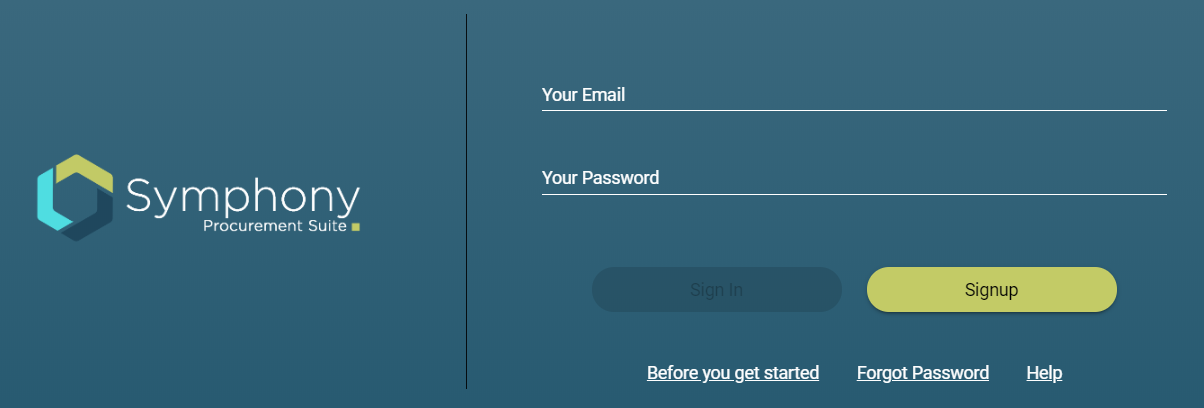 Symphony
Procurement Suite
Your Email
Your Password
Sign In
Signup
Before you get started
Forgot Password
Help